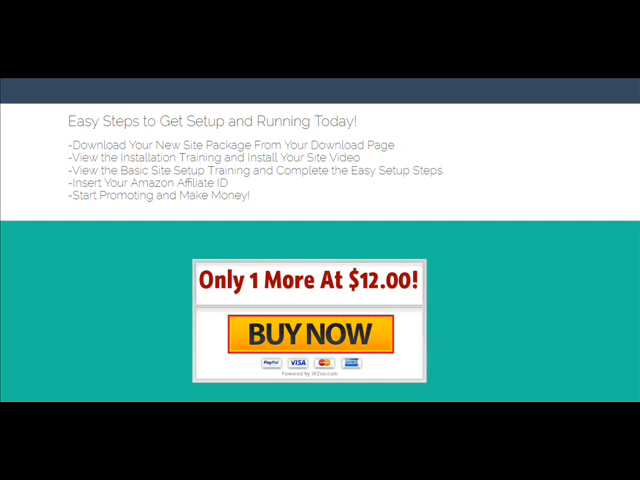 Easy Steps to Get Setup and Running Today!
-Download Your New Site Package From Your Download Page
-View the Installation Training and Install Your Site Video
-View the Basic Site Setup Training and Complete the Easy Setup Steps.
-Insert Your Amazon Affiliate ID
-Start Promoting and Make Money!
Only 1 More At $12.00!
BUY NOW
PayPal VISA MasterCard
Powered by JVZoo.com